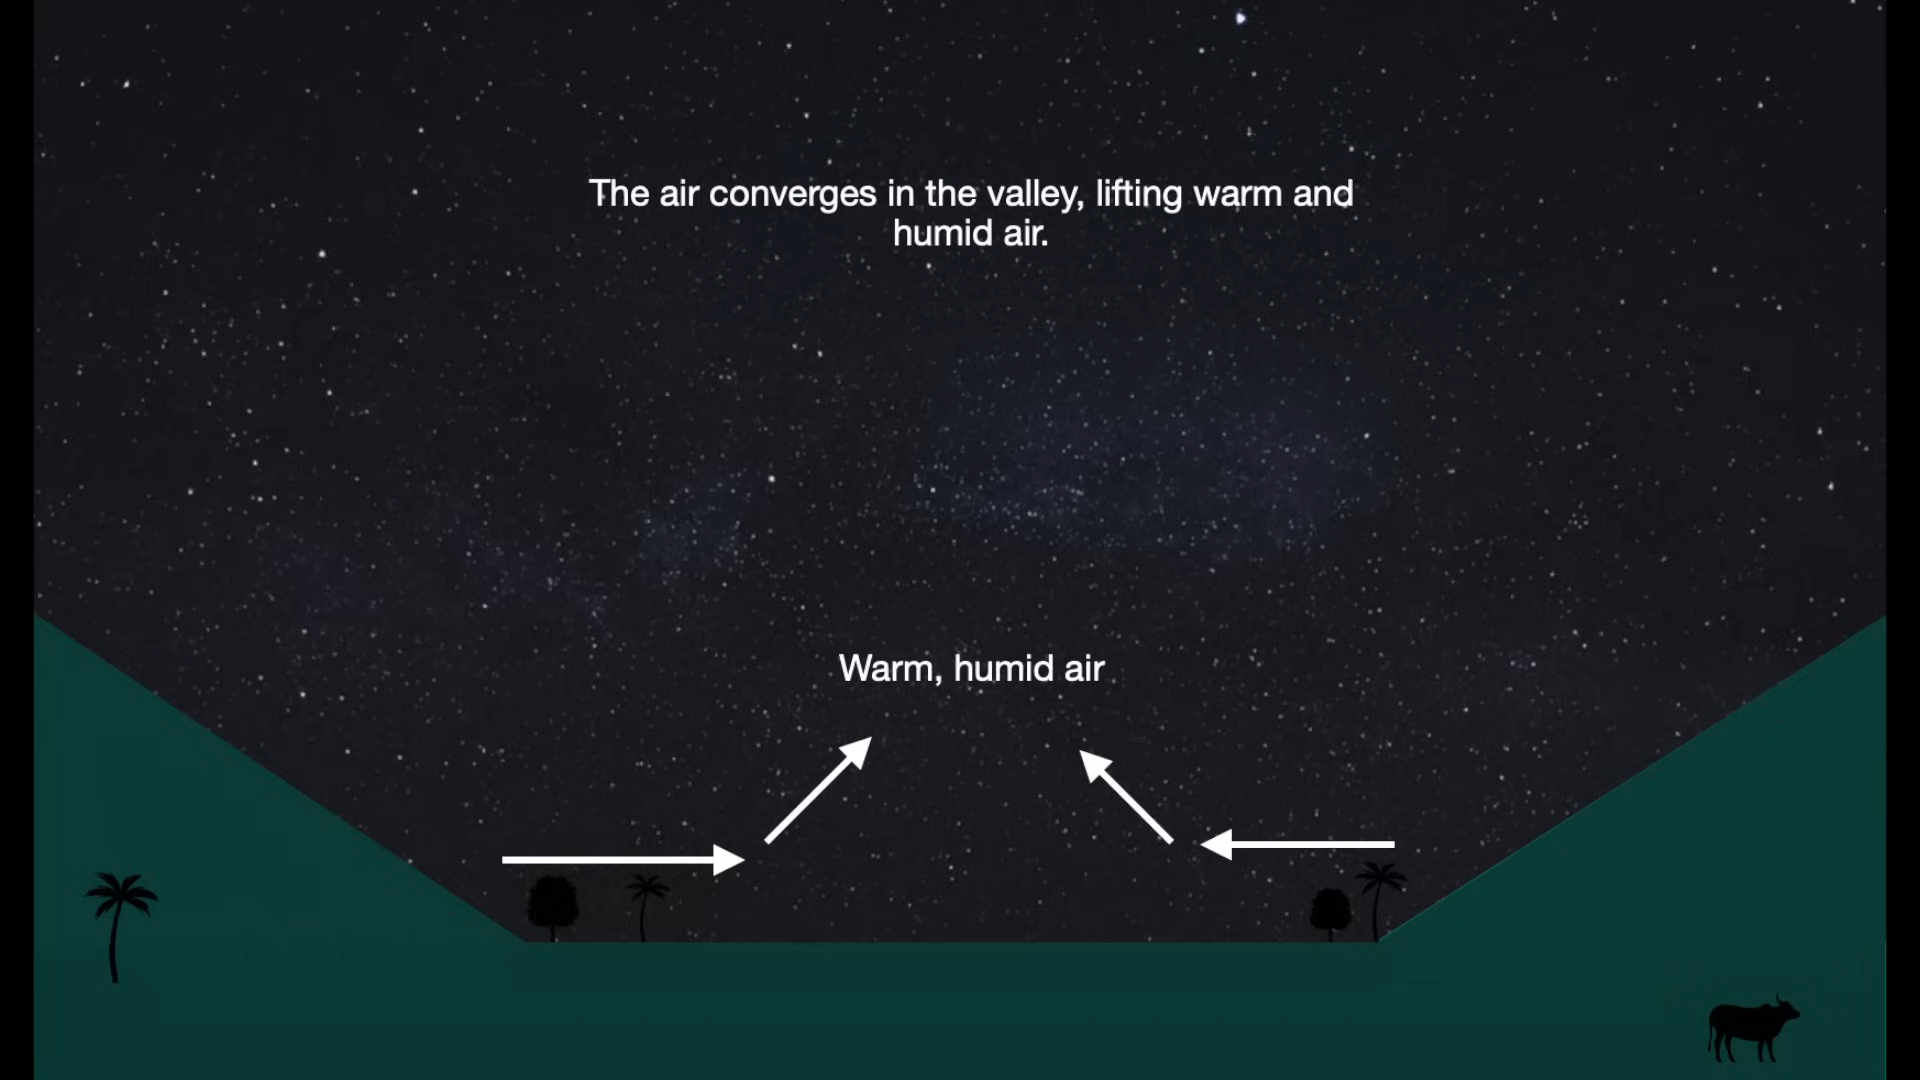 The air converges in the valley, lifting warm and
humid air.
Warm, humid air